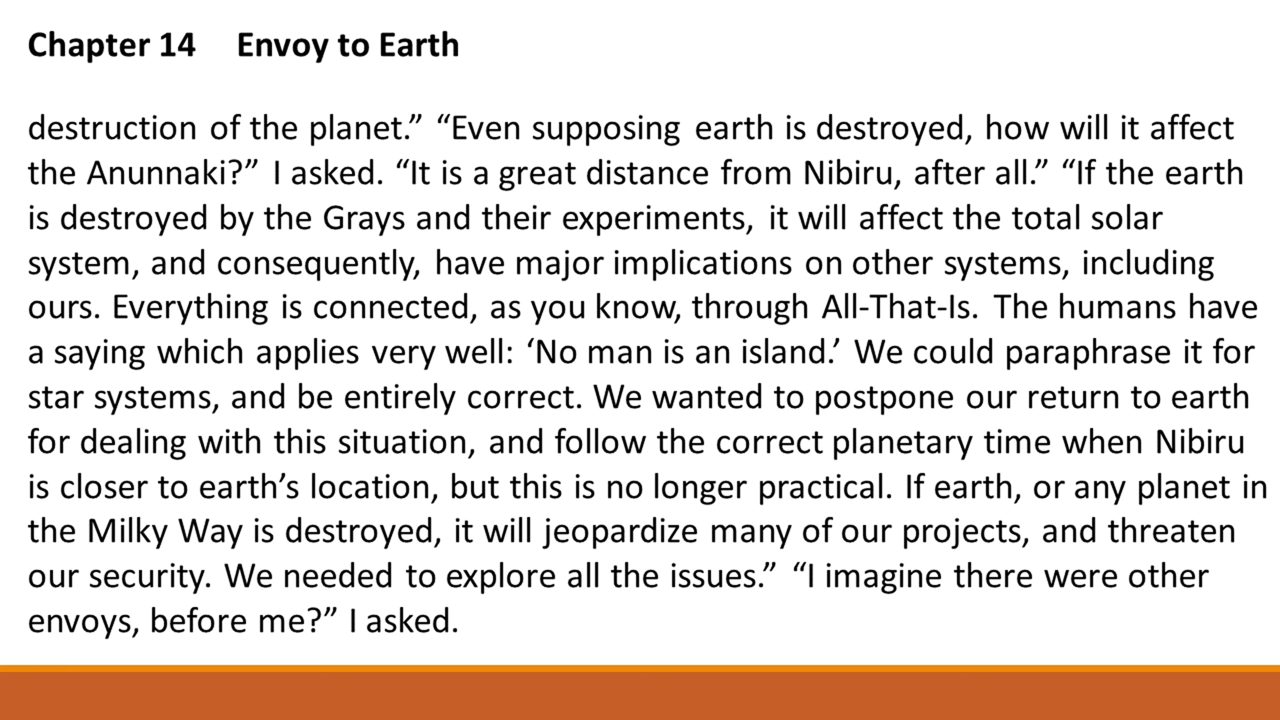 Chapter 14 Envoy to Earth
destruction of the planet.” “Even supposing earth is destroyed, how will it affect
the Anunnaki?” I asked. “It is a great distance from Nibiru, after all.” “If the earth
is destroyed by the Grays and their experiments, it will affect the total solar
system, and consequently, have major implications on other systems, including
ours. Everything is connected, as you know, through All-That-Is. The humans have
a saying which applies very well: ‘No man is an island.’ We could paraphrase it for
star systems, and be entirely correct. We wanted to postpone our return to earth
for dealing with this situation, and follow the correct planetary time when Nibiru
is closer to earth’s location, but this is no longer practical. If earth, or any planet in
the Milky Way is destroyed, it will jeopardize many of our projects, and threaten
our security. We needed to explore all the issues.” “I imagine there were other
envoys, before me?” I asked.